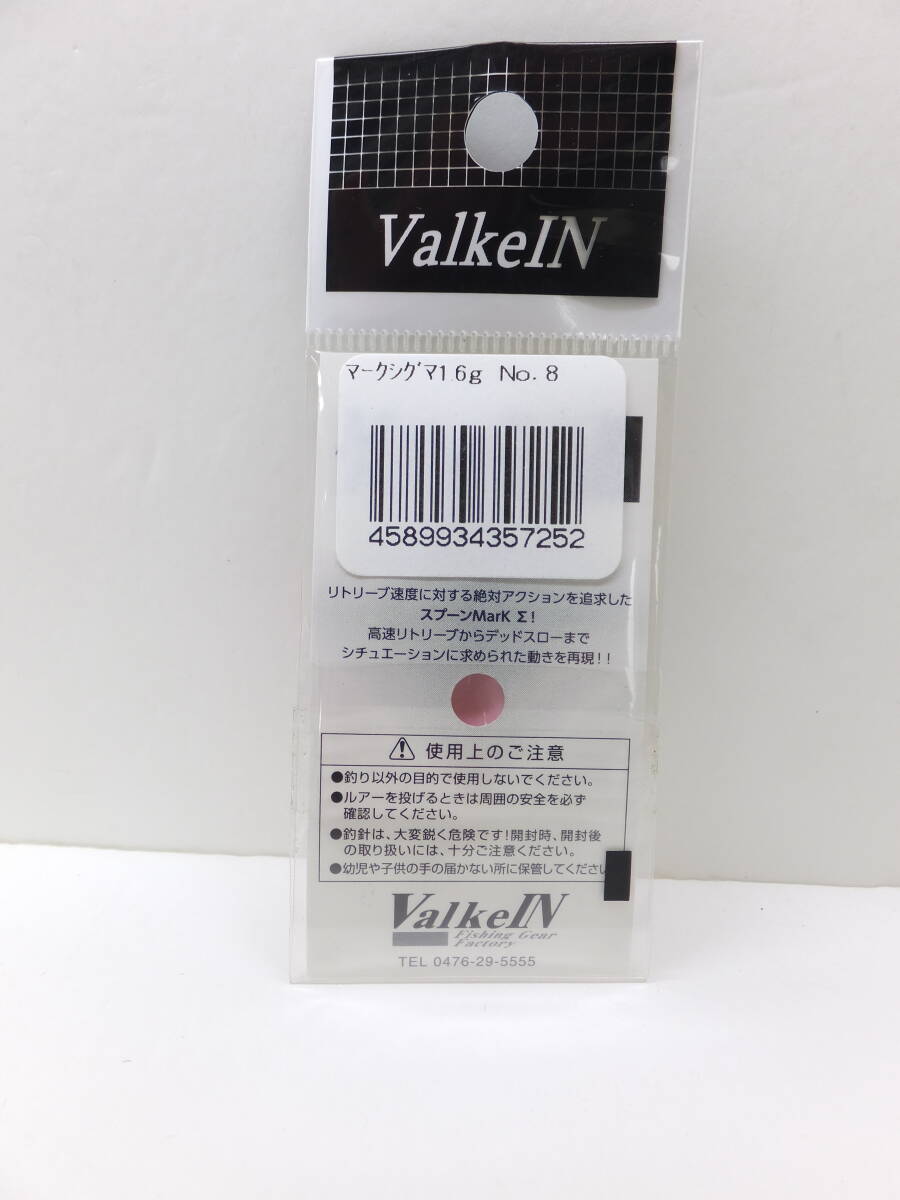 ValkeIN
ﾏｰｸｼｸﾞﾏ1.6g No.8
4589934357252
リトリーブ速度に対する絶対アクションを追求した
スプーンMarK Σ!
高速リトリーブからデッドスローまで
シチュエーションに求められた動きを再現!!
使用上のご注意
●釣り以外の目的で使用しないでください。
●ルアーを投げるときは周囲の安全を必ず
確認してください。
●釣針は、大変鋭く危険です!開封時、開封後
の取り扱いには、十分ご注意ください。
●幼児や子供の手の届かない所に保管してくださ
ValkeIN
Fishing Gear
Factory
TEL 0476-29-5555